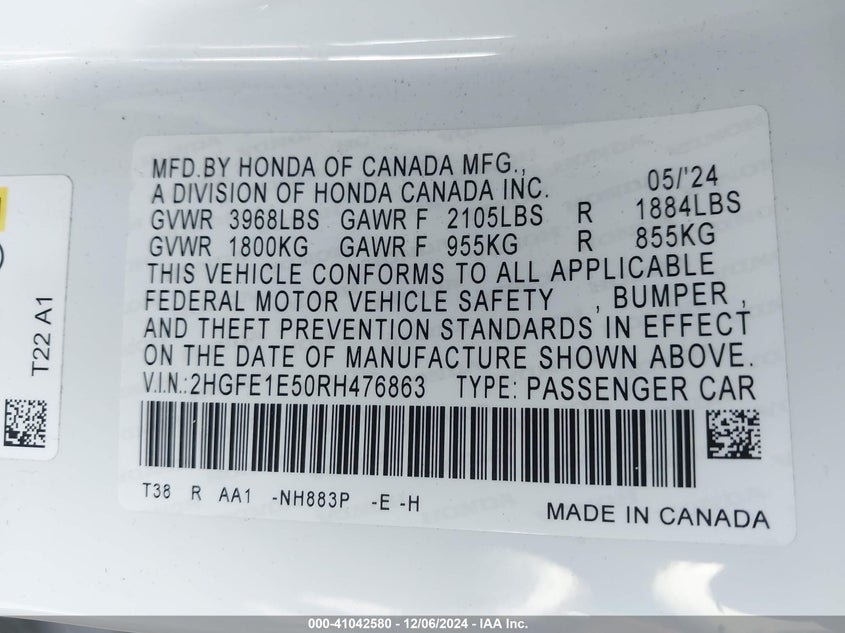 MFD.BY HONDA OF CANADA MFG.,
A DIVISION OF HONDA CANADA INC. 05/'24
GVWR 3968LBS GAWR F 2105LBS R 1884LBS
GVWR 1800KG GAWR F 955KG R 855KG
THIS VEHICLE CONFORMS TO ALL APPLICABLE
FEDERAL MOTOR VEHICLE SAFETY , BUMPER ,
AND THEFT PREVENTION STANDARDS IN EFFECT
ON THE DATE OF MANUFACTURE SHOWN ABOVE.
V.I.N.:2HGFE1E50RH476863 TYPE: PASSENGER CAR
T38 R AA1 -NH883P -E -H
MADE IN CANADA
T22 A1
000-41042580 - 12/06/2024 - IAA Inc.